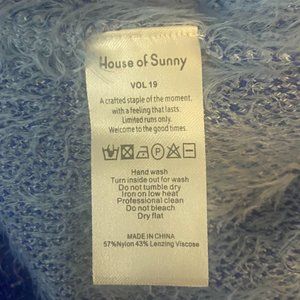 House of Sunny
VOL 19
A crafted staple of the moment.
with a feeling that lasts.
Limited runs only.
Welcome to the good times.
Hand wash
Turn inside out for wash
Do not tumble dry
Iron on low heat
Professional clean
Do not bleach
Dry flat
MADE IN CHINA
57%Nylon 43% Lenzing Viscose